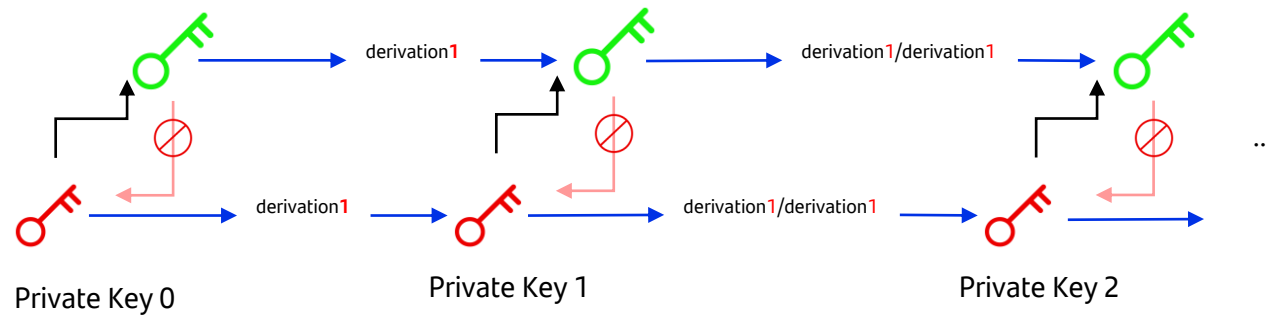 derivation1
derivation1/derivation1
derivation1
derivation1/derivation1
..
Private Key 0
Private Key 1
Private Key 2